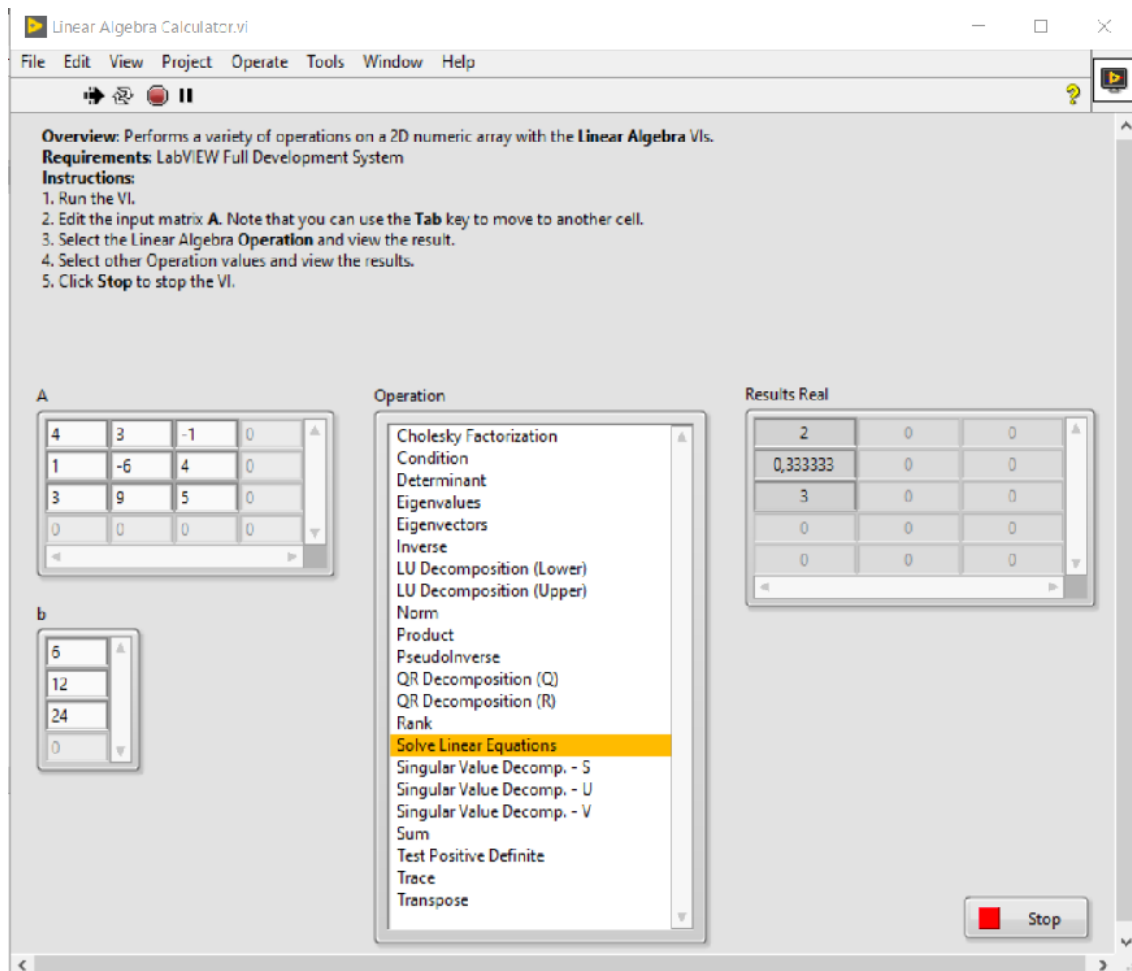 Linear Algebra Calculator.vi
File Edit View Project Operate Tools Window Help
Overview: Performs a variety of operations on a 2D numeric array with the Linear Algebra VIs.
Requirements: LabVIEW Full Development System
Instructions:
1. Run the VI.
2. Edit the input matrix A. Note that you can use the Tab key to move to another cell.
3. Select the Linear Algebra Operation and view the result.
4. Select other Operation values and view the results.
5. Click Stop to stop the VI.
A
4 3 -1 0
1 -6 4 0
3 9 5 0
0 0 0 0
b
6
12
24
0
Operation
Cholesky Factorization
Condition
Determinant
Eigenvalues
Eigenvectors
Inverse
LU Decomposition (Lower)
LU Decomposition (Upper)
Norm
Product
PseudoInverse
QR Decomposition (Q)
QR Decomposition (R)
Rank
Solve Linear Equations
Singular Value Decomp. - S
Singular Value Decomp. - U
Singular Value Decomp. - V
Sum
Test Positive Definite
Trace
Transpose
Results Real
2 0 0
0,333333 0 0
3 0 0
0 0 0
0 0 0
Stop